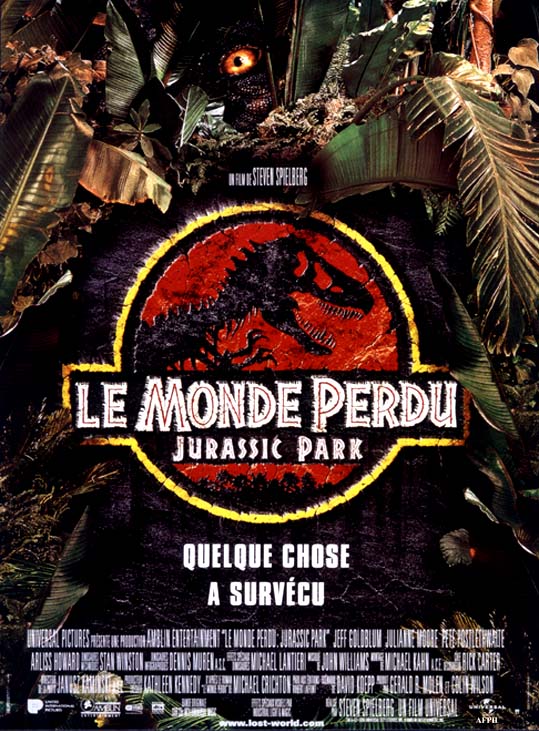 UN FILM DE STEVEN SPIELBERG
LE MONDE PERDU
JURASSIC PARK
QUELQUE CHOSE
A SURVÉCU
UNIVERSAL PICTURES PRÉSENTE UNE PRODUCTION AMBLIN ENTERTAINMENT "LE MONDE PERDU: JURASSIC PARK" JEFF GOLDBLUM JULIANNE MOORE PETE POSTLETHWAITE
ARLISS HOWARD STAN WINSTON DENNIS MUREN A.S.C. MICHAEL LANTIERI JOHN WILLIAMS MICHAEL KAHN A.C.E. RICK CARTER
JANUSZ KAMINSKI KATHLEEN KENNEDY MICHAEL CRICHTON DAVID KOEPP GERALD R. MOLEN ET COLIN WILSON
STEVEN SPIELBERG UN FILM UNIVERSAL
AMBLIN
UNIVERSAL
AFPH
www.lost-world.com